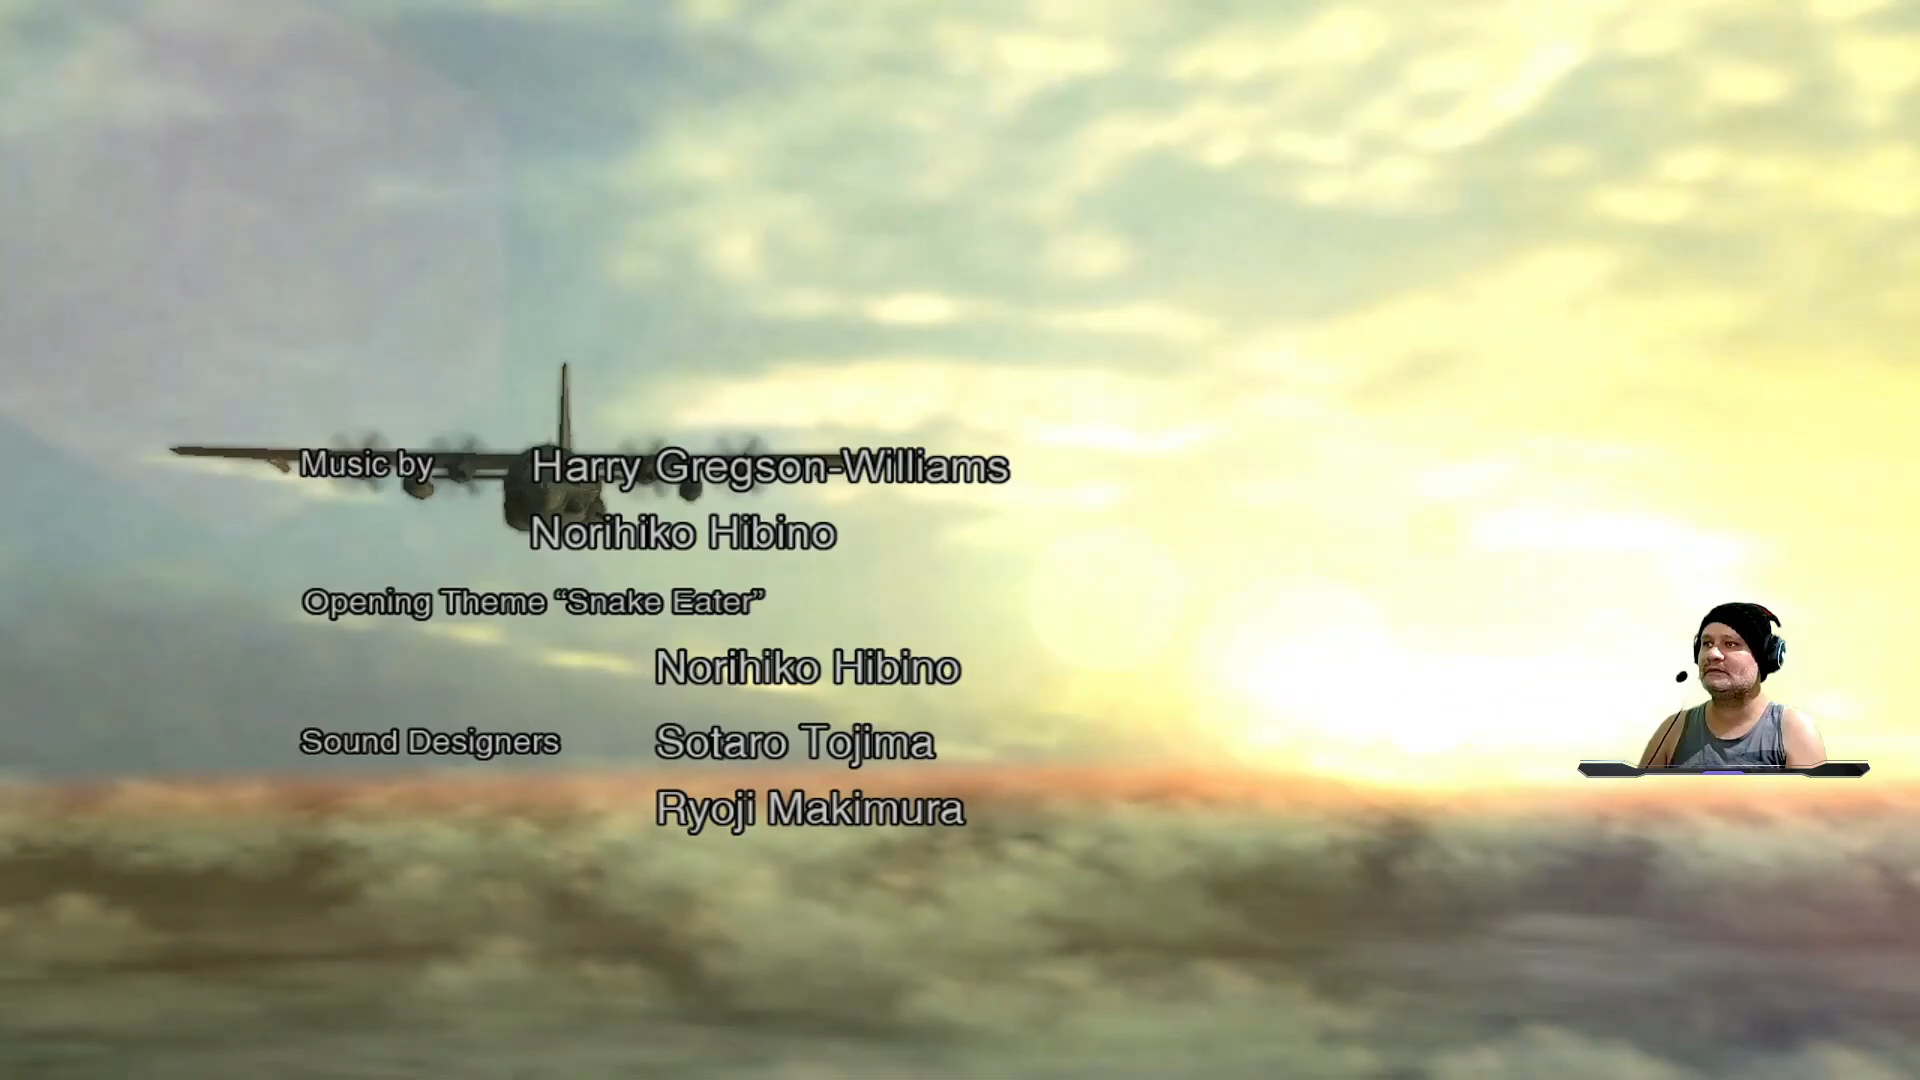 Music by Harry Gregson-Williams
Norihiko Hibino
Opening Theme “Snake Eater”
Norihiko Hibino
Sound Designers Sotaro Tojima
Ryoji Makimura